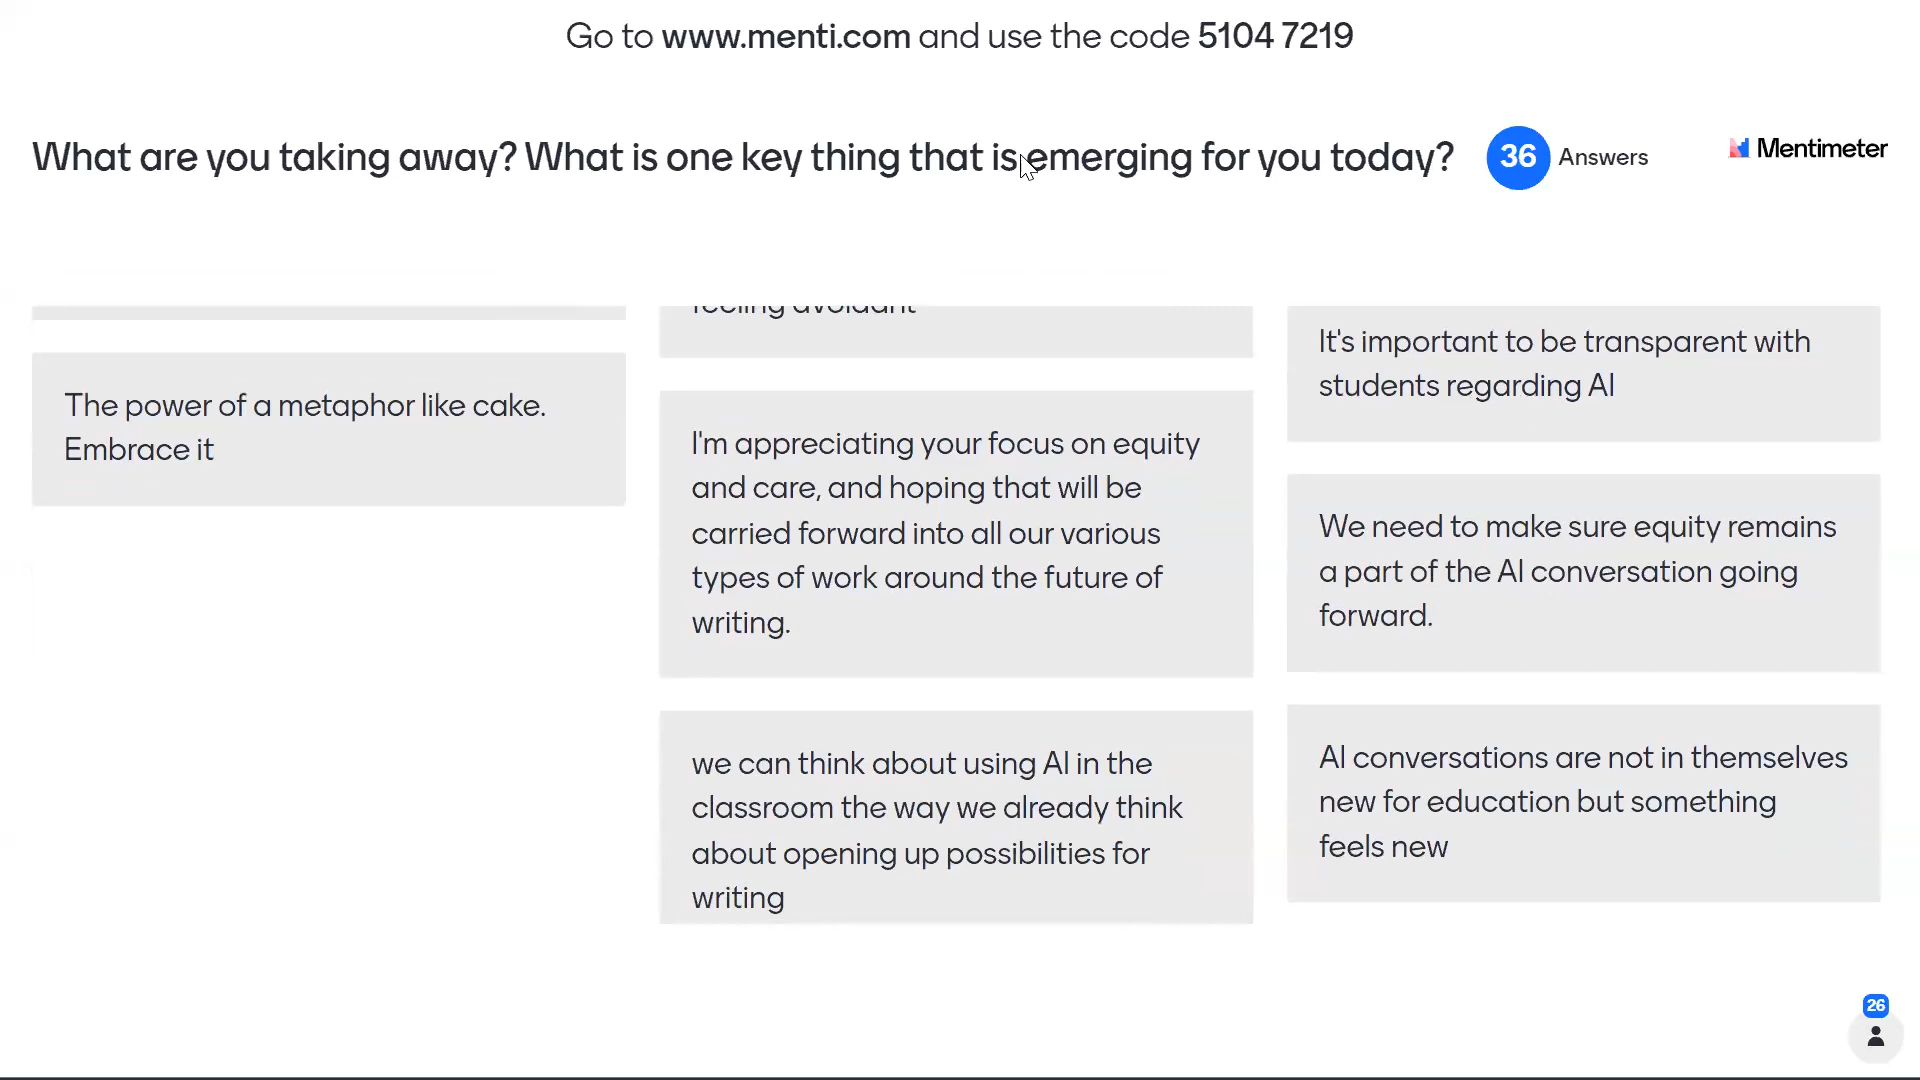 Go to www.menti.com and use the code 5104 7219
What are you taking away? What is one key thing that is emerging for you today?
36 Answers
Mentimeter
The power of a metaphor like cake.
Embrace it
feeling avoidant
I'm appreciating your focus on equity
and care, and hoping that will be
carried forward into all our various
types of work around the future of
writing.
we can think about using AI in the
classroom the way we already think
about opening up possibilities for
writing
It's important to be transparent with
students regarding AI
We need to make sure equity remains
a part of the AI conversation going
forward.
AI conversations are not in themselves
new for education but something
feels new
26